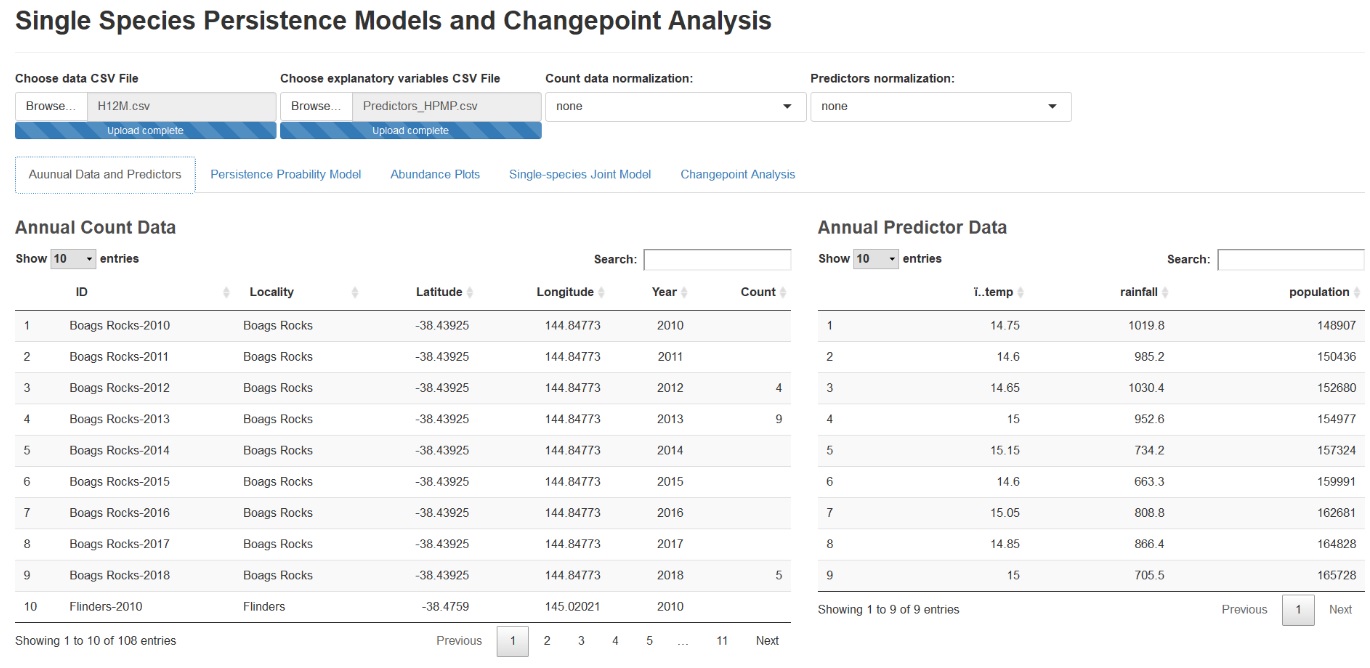 Single Species Persistence Models and Changepoint Analysis
Choose data CSV File Choose explanatory variables CSV File Count data normalization: Predictors normalization:
Browse... H12M.csv Browse... Predictors_HPMP.csv none none
Upload complete Upload complete
Auunual Data and Predictors Persistence Proability Model Abundance Plots Single-species Joint Model Changepoint Analysis
Annual Count Data Annual Predictor Data
Show 10 entries Search: Show 10 entries Search:
ID Locality Latitude Longitude Year Count ï..temp rainfall population
1 Boags Rocks-2010 Boags Rocks -38.43925 144.84773 2010 1 14.75 1019.8 148907
2 Boags Rocks-2011 Boags Rocks -38.43925 144.84773 2011 2 14.6 985.2 150436
3 Boags Rocks-2012 Boags Rocks -38.43925 144.84773 2012 4 3 14.65 1030.4 152680
4 Boags Rocks-2013 Boags Rocks -38.43925 144.84773 2013 9 4 15 952.6 154977
5 Boags Rocks-2014 Boags Rocks -38.43925 144.84773 2014 5 15.15 734.2 157324
6 Boags Rocks-2015 Boags Rocks -38.43925 144.84773 2015 6 14.6 663.3 159991
7 Boags Rocks-2016 Boags Rocks -38.43925 144.84773 2016 7 15.05 808.8 162681
8 Boags Rocks-2017 Boags Rocks -38.43925 144.84773 2017 8 14.85 866.4 164828
9 Boags Rocks-2018 Boags Rocks -38.43925 144.84773 2018 5 9 15 705.5 165728
10 Flinders-2010 Flinders -38.4759 145.02021 2010
Showing 1 to 9 of 9 entries Previous 1 Next
Showing 1 to 10 of 108 entries Previous 1 2 3 4 5 ... 11 Next